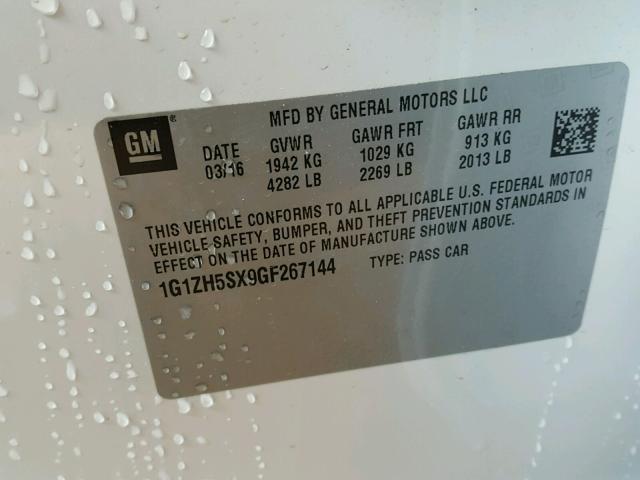 MFD BY GENERAL MOTORS LLC
GM®
DATE GVWR GAWR FRT GAWR RR
03/16 1942 KG 1029 KG 913 KG
4282 LB 2269 LB 2013 LB
THIS VEHICLE CONFORMS TO ALL APPLICABLE U.S. FEDERAL MOTOR
VEHICLE SAFETY, BUMPER, AND THEFT PREVENTION STANDARDS IN
EFFECT ON THE DATE OF MANUFACTURE SHOWN ABOVE.
1G1ZH5SX9GF267144 TYPE: PASS CAR